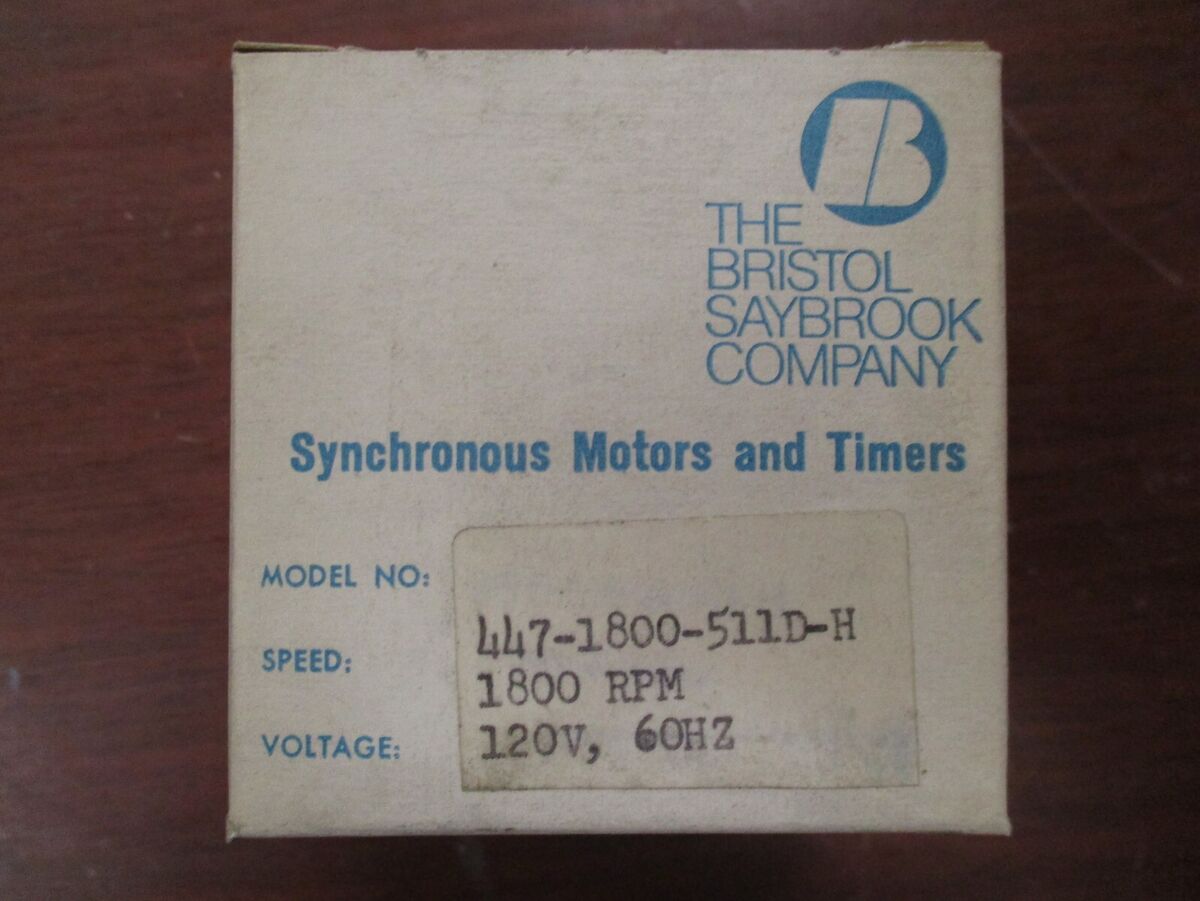 B
THE
BRISTOL
SAYBROOK
COMPANY
Synchronous Motors and Timers
MODEL NO:
447-1800-511D-H
SPEED:
1800 RPM
VOLTAGE:
120V, 60HZ